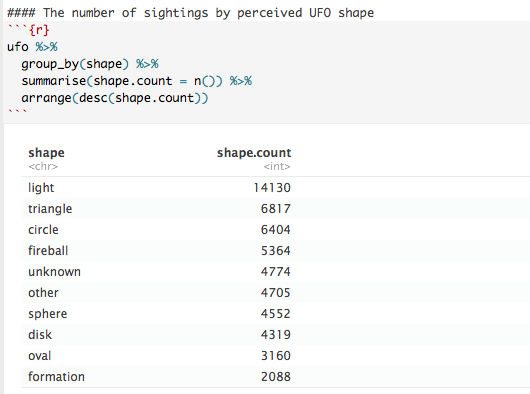 #### The number of sightings by perceived UFO shape
```{r}
ufo %>%
  group_by(shape) %>%
  summarise(shape.count = n()) %>%
  arrange(desc(shape.count))
```
shape shape.count
<chr> <int>
light 14130
triangle 6817
circle 6404
fireball 5364
unknown 4774
other 4705
sphere 4552
disk 4319
oval 3160
formation 2088